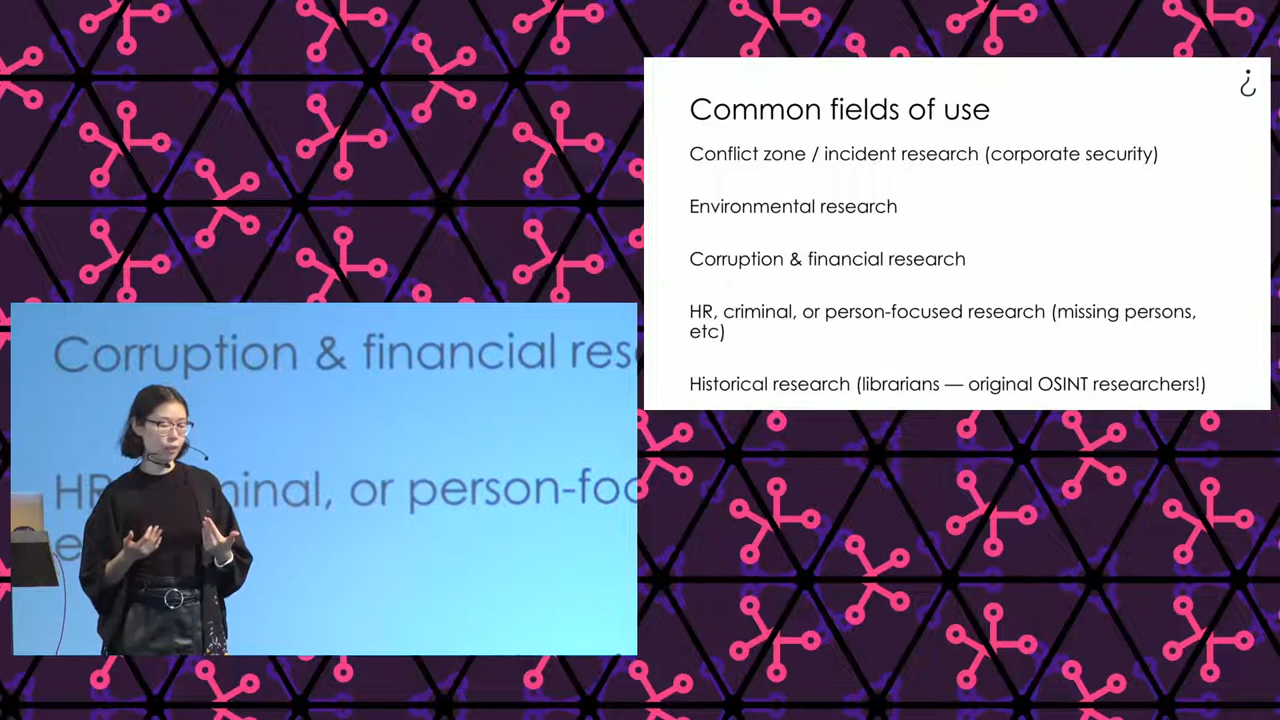 ¿
Common fields of use
Conflict zone / incident research (corporate security)
Environmental research
Corruption & financial research
HR, criminal, or person-focused research (missing persons,
etc)
Historical research (librarians — original OSINT researchers!)
Corruption & financial res
HR minal, or person-foc
e